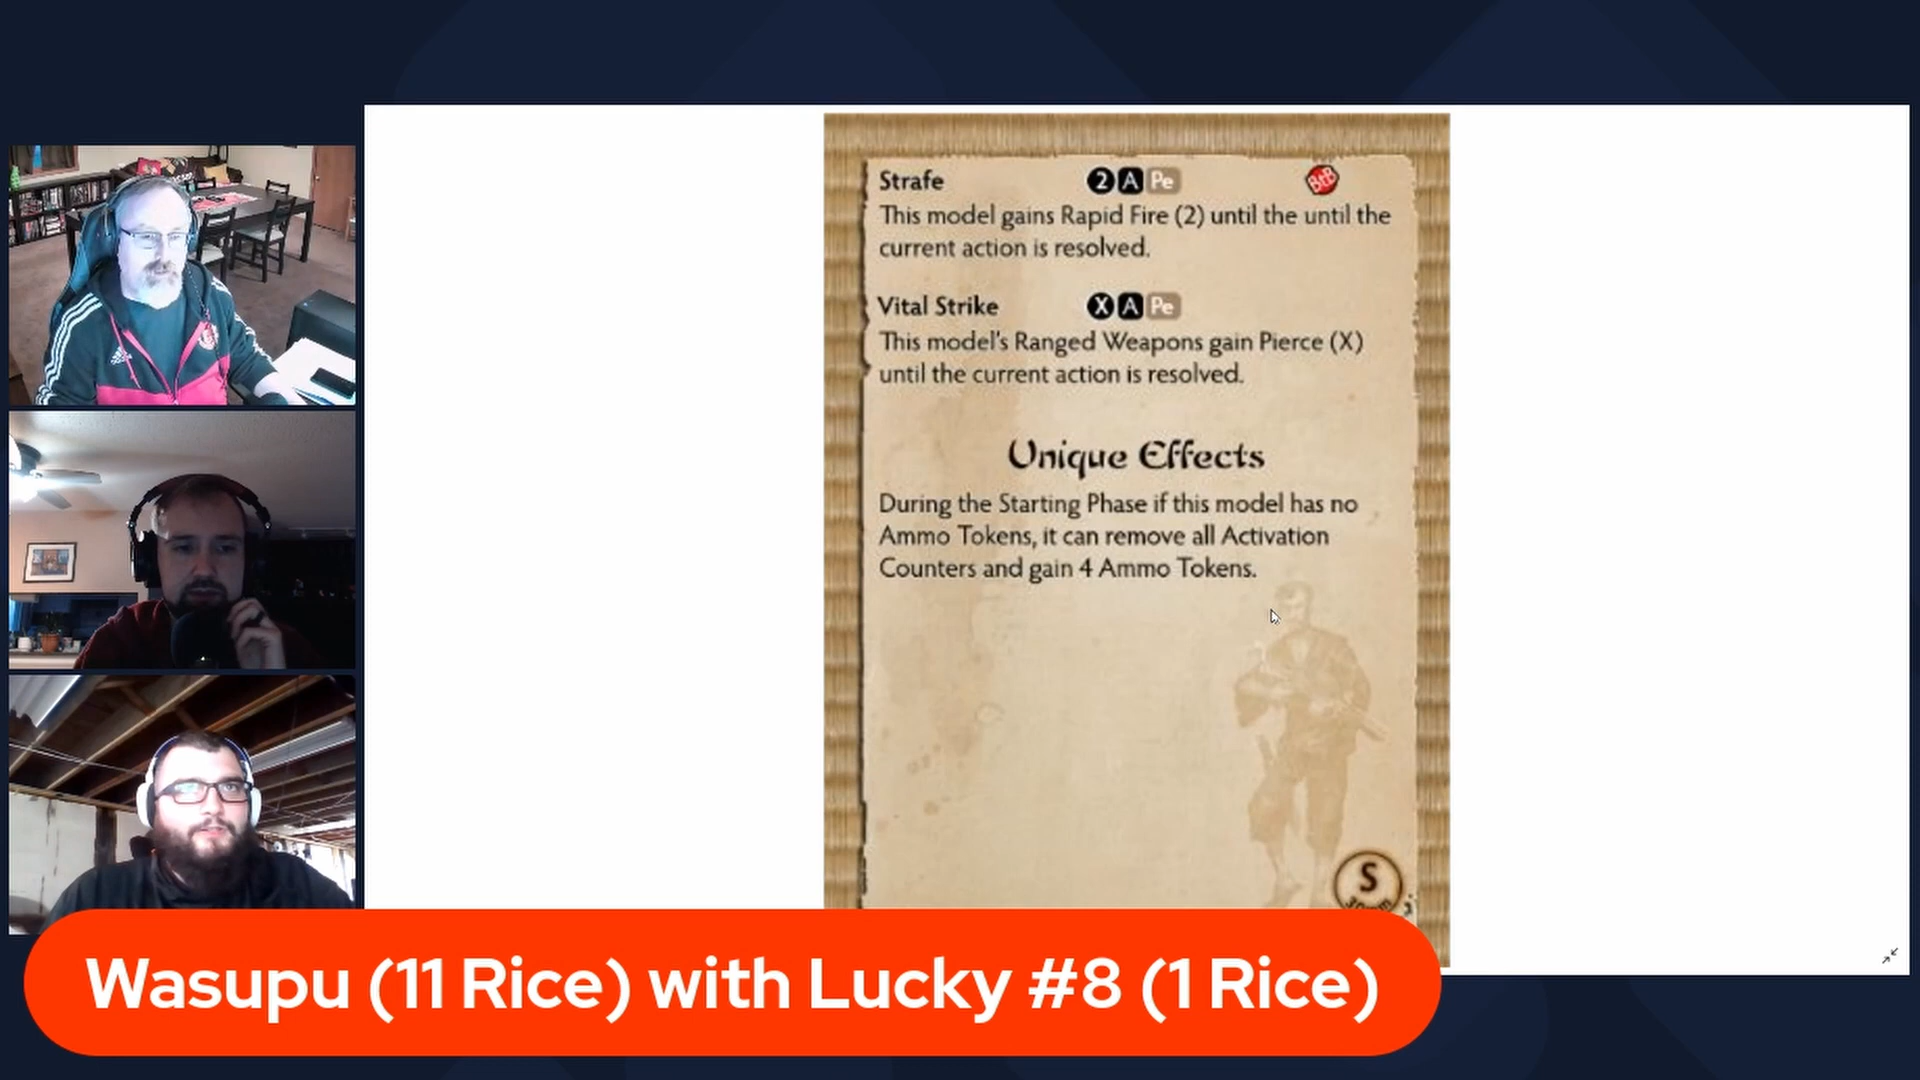 Strafe 2 A Pe BtB
This model gains Rapid Fire (2) until the until the
current action is resolved.
Vital Strike X A Pe
This model's Ranged Weapons gain Pierce (X)
until the current action is resolved.
Unique Effects
During the Starting Phase if this model has no
Ammo Tokens, it can remove all Activation
Counters and gain 4 Ammo Tokens.
S
Wasupu (11 Rice) with Lucky #8 (1 Rice)